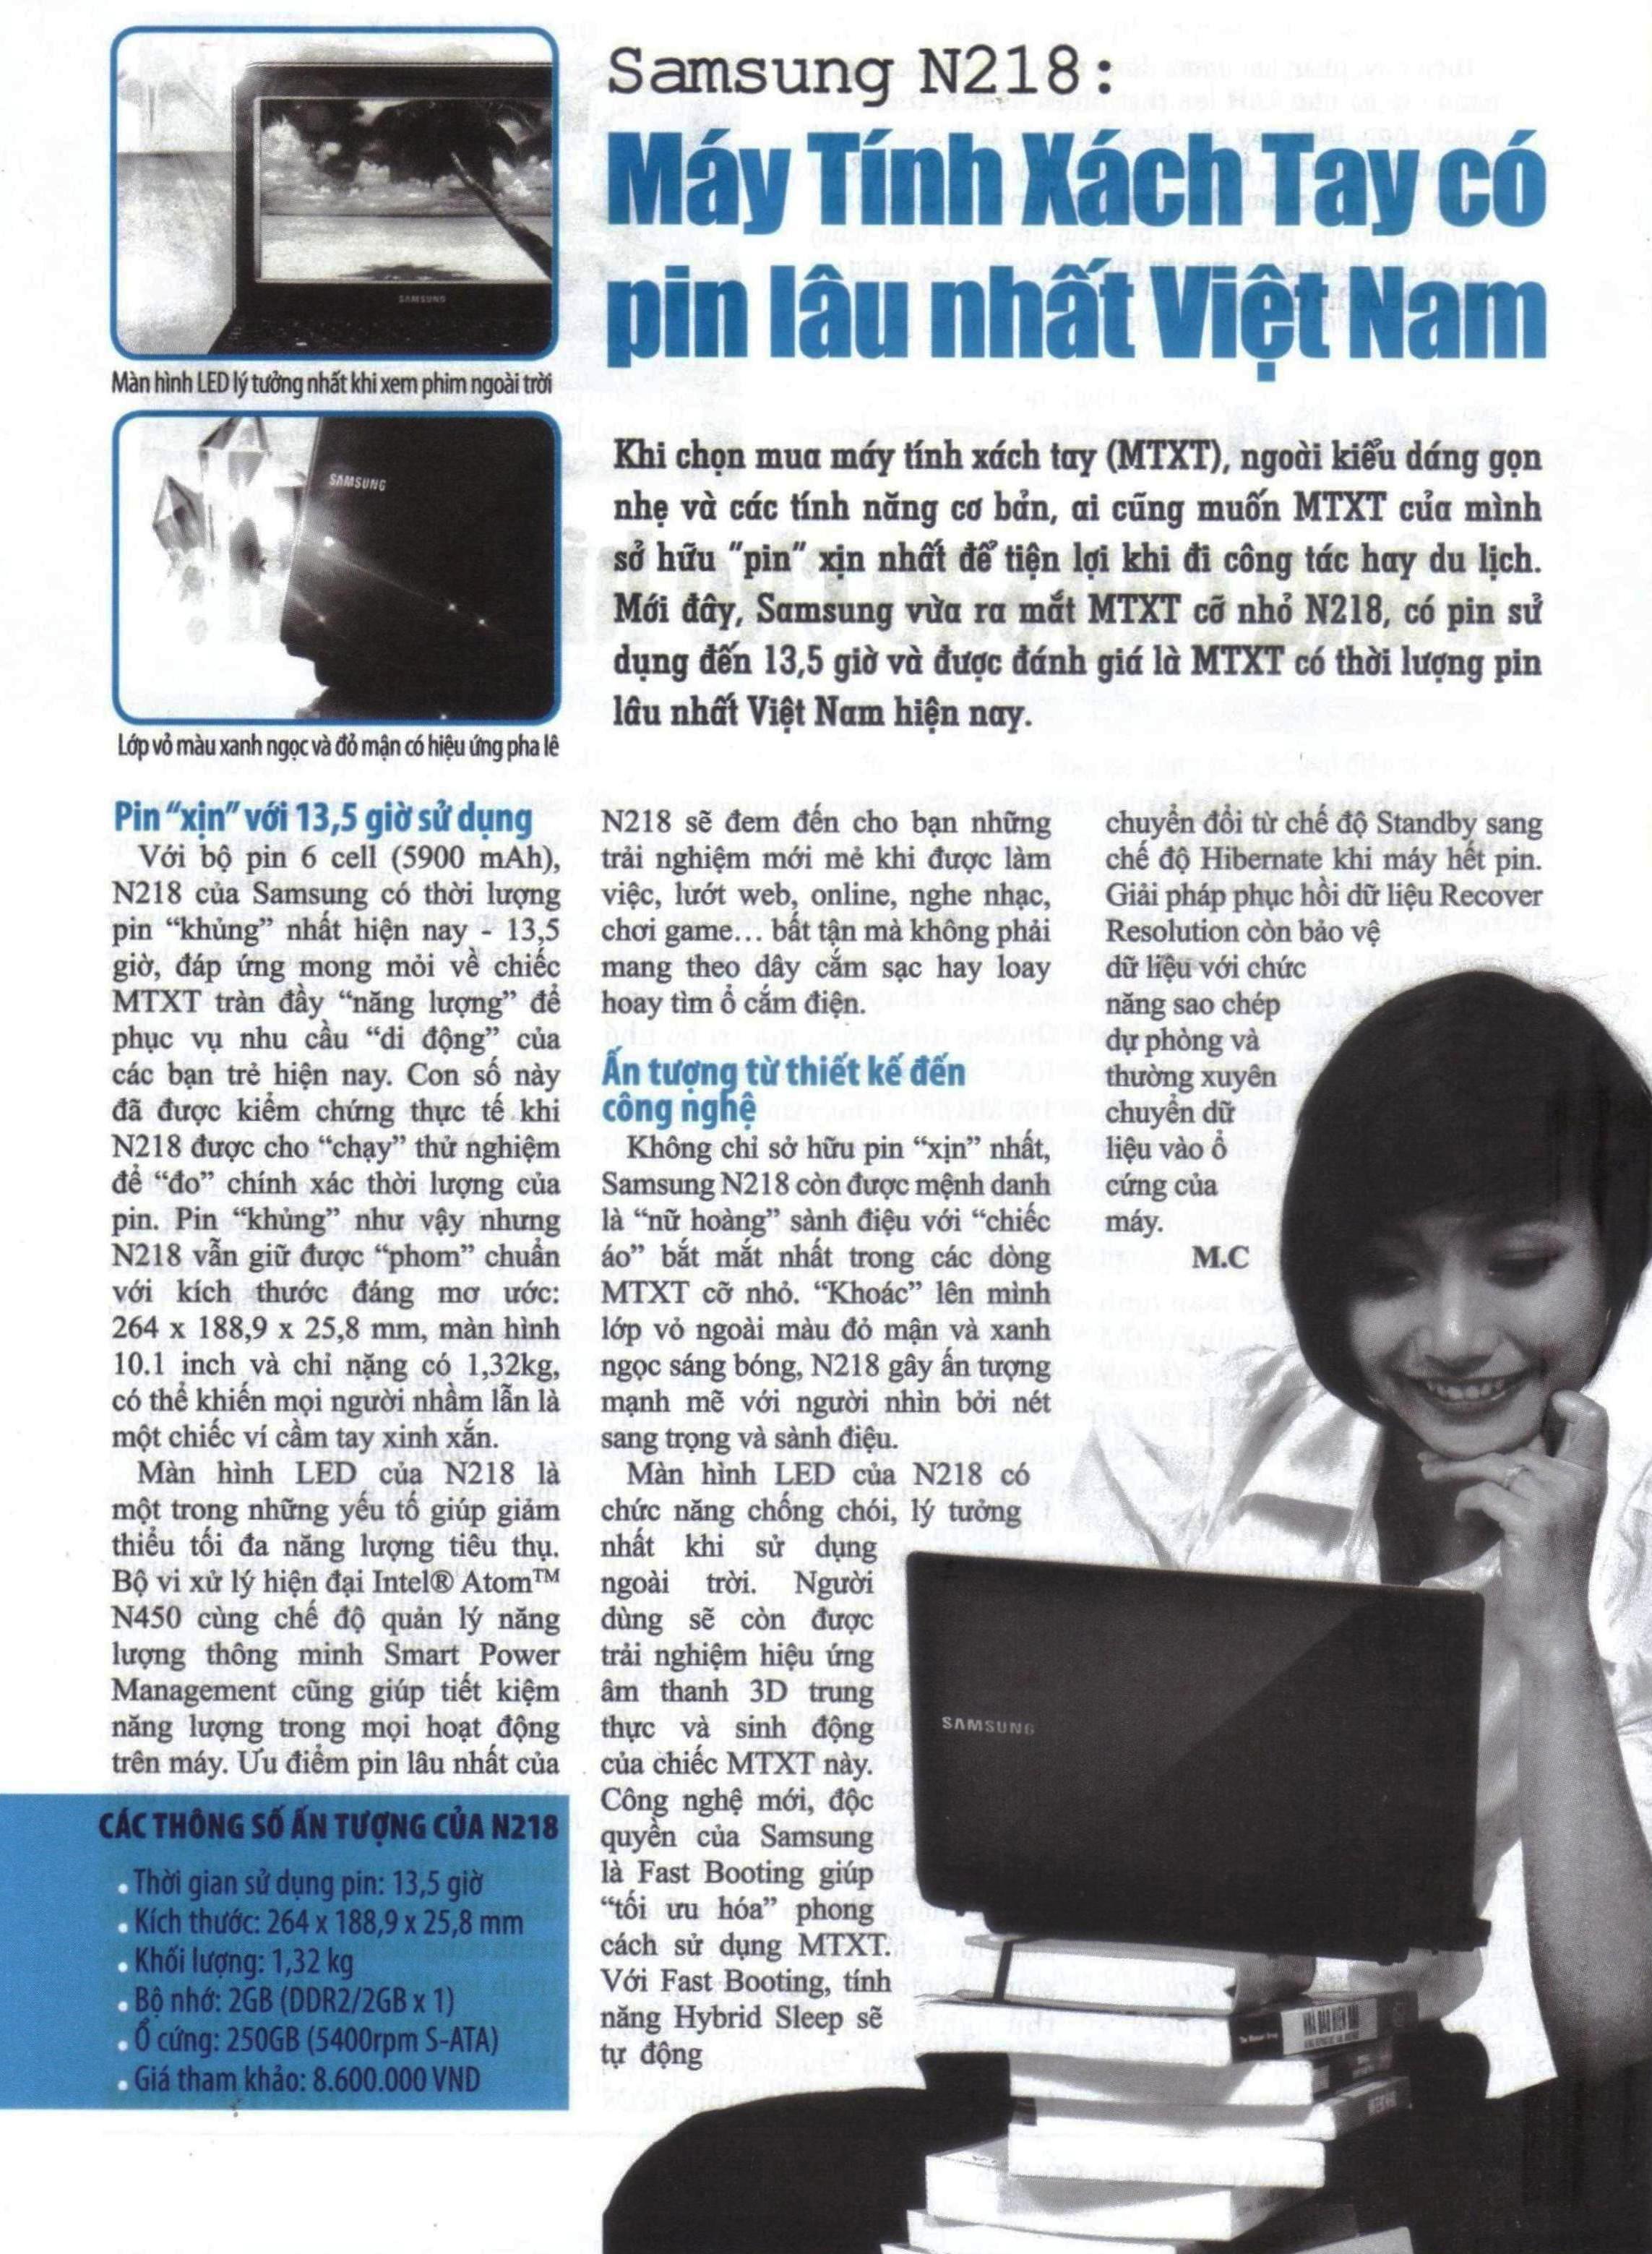 Samsung N218:
Máy Tính Xách Tay có
pin lâu nhất Việt Nam
SAMSUNG
Màn hình LED lý tưởng nhất khi xem phim ngoài trời
SAMSUNG
Lớp vỏ màu xanh ngọc và đỏ mận có hiệu ứng pha lê
Khi chọn mua máy tính xách tay (MTXT), ngoài kiểu dáng gọn
nhẹ và các tính năng cơ bản, ai cũng muốn MTXT của mình
sở hữu "pin" xịn nhất để tiện lợi khi đi công tác hay du lịch.
Mới đây, Samsung vừa ra mắt MTXT cỡ nhỏ N218, có pin sử
dụng đến 13,5 giờ và được đánh giá là MTXT có thời lượng pin
lâu nhất Việt Nam hiện nay.
Pin "xịn" với 13,5 giờ sử dụng
Với bộ pin 6 cell (5900 mAh),
N218 của Samsung có thời lượng
pin "khủng" nhất hiện nay - 13,5
giờ, đáp ứng mong mỏi về chiếc
MTXT tràn đầy "năng lượng" để
phục vụ nhu cầu "di động" của
các bạn trẻ hiện nay. Con số này
đã được kiểm chứng thực tế khi
N218 được cho "chạy" thử nghiệm
để "đo" chính xác thời lượng của
pin. Pin "khủng" như vậy nhưng
N218 vẫn giữ được "phom" chuẩn
với kích thước đáng mơ ước:
264 x 188,9 x 25,8 mm, màn hình
10.1 inch và chỉ nặng có 1,32kg,
có thể khiến mọi người nhầm lẫn là
một chiếc ví cầm tay xinh xắn.
Màn hình LED của N218 là
một trong những yếu tố giúp giảm
thiểu tối đa năng lượng tiêu thụ.
Bộ vi xử lý hiện đại Intel® Atom™
N450 cùng chế độ quản lý năng
lượng thông minh Smart Power
Management cũng giúp tiết kiệm
năng lượng trong mọi hoạt động
trên máy. Ưu điểm pin lâu nhất của
N218 sẽ đem đến cho bạn những
trải nghiệm mới mẻ khi được làm
việc, lướt web, online, nghe nhạc,
chơi game... bất tận mà không phải
mang theo dây cắm sạc hay loay
hoay tìm ổ cắm điện.
Ấn tượng từ thiết kế đến
công nghệ
Không chỉ sở hữu pin "xịn" nhất,
Samsung N218 còn được mệnh danh
là "nữ hoàng" sành điệu với "chiếc
áo" bắt mắt nhất trong các dòng
MTXT cỡ nhỏ. "Khoác" lên mình
lớp vỏ ngoài màu đỏ mận và xanh
ngọc sáng bóng, N218 gây ấn tượng
mạnh mẽ với người nhìn bởi nét
sang trọng và sành điệu.
Màn hình LED của N218 có
chức năng chống chói, lý tưởng
nhất khi sử dụng
ngoài trời. Người
dùng sẽ còn được
trải nghiệm hiệu ứng
âm thanh 3D trung
thực và sinh động
của chiếc MTXT này.
Công nghệ mới, độc
quyền của Samsung
là Fast Booting giúp
"tối ưu hóa" phong
cách sử dụng MTXT.
Với Fast Booting, tính
năng Hybrid Sleep sẽ
tự động
chuyển đổi từ chế độ Standby sang
chế độ Hibernate khi máy hết pin.
Giải pháp phục hồi dữ liệu Recover
Resolution còn bảo vệ
dữ liệu với chức
năng sao chép
dự phòng và
thường xuyên
chuyển dữ
liệu vào ổ
cứng của
máy.
M.C
SAMSUNG
CÁC THÔNG SỐ ẤN TƯỢNG CỦA N218
• Thời gian sử dụng pin: 13,5 giờ
• Kích thước: 264 x 188,9 x 25,8 mm
• Khối lượng: 1,32 kg
• Bộ nhớ: 2GB (DDR2/2GB x 1)
• Ổ cứng: 250GB (5400rpm S-ATA)
• Giá tham khảo: 8.600.000 VND